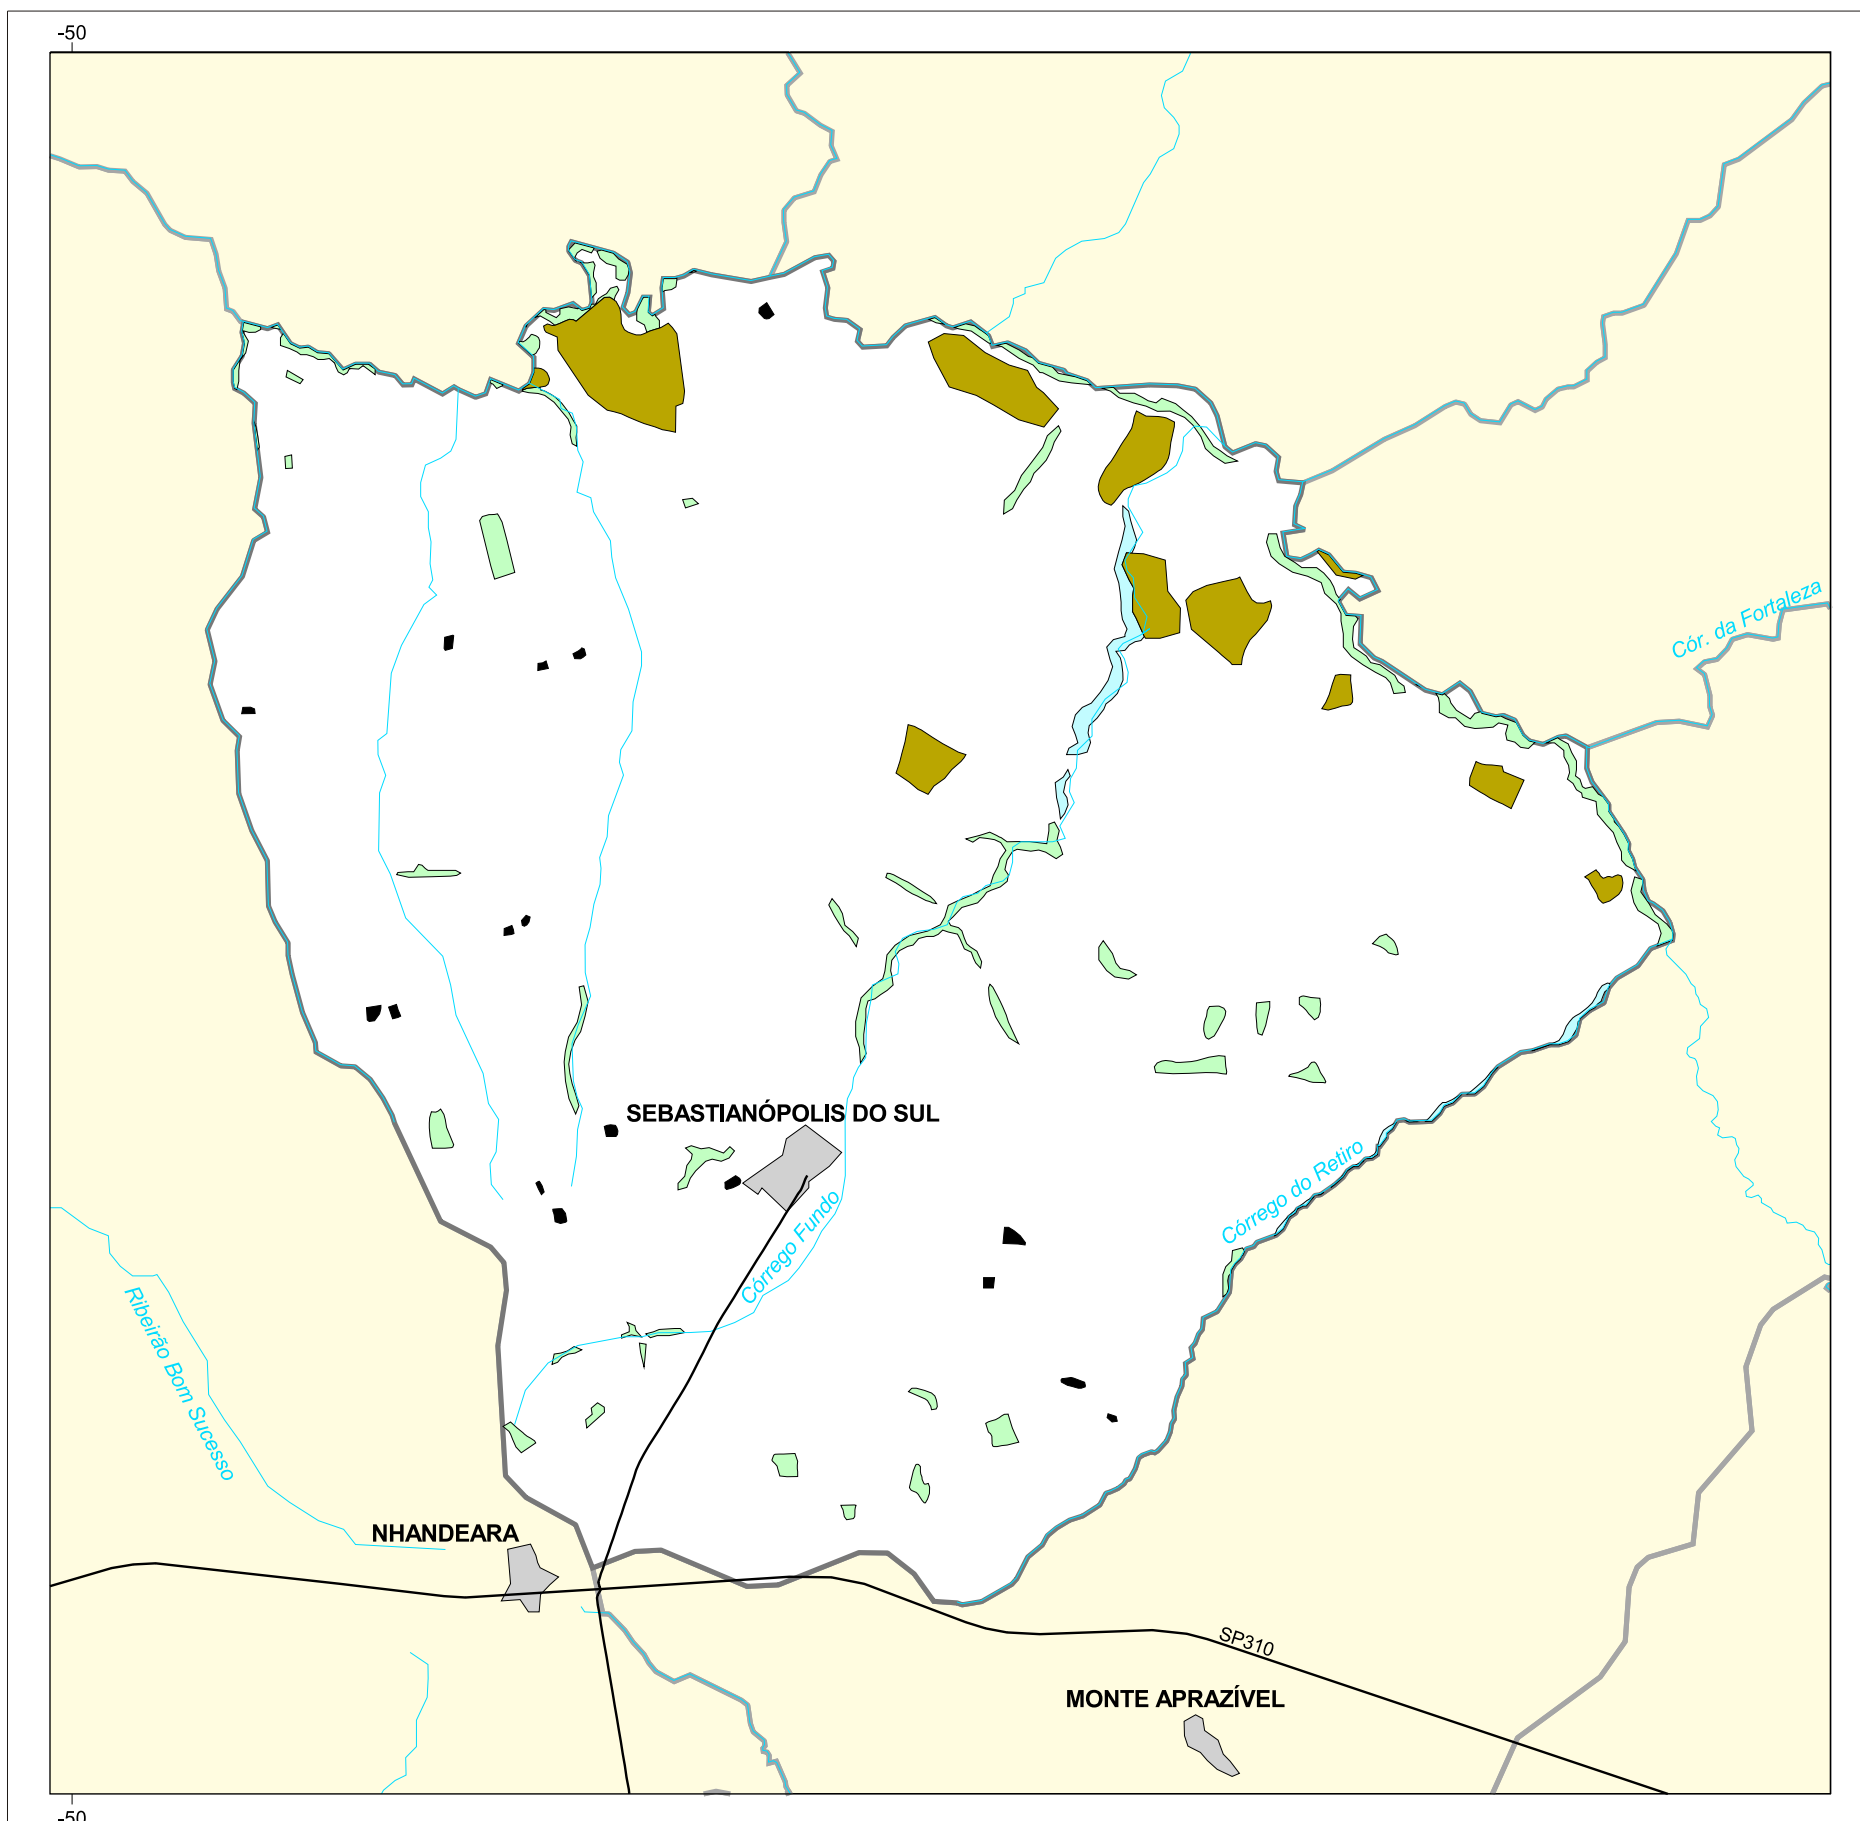 -50
Cór. da Fortaleza
SEBASTIANÓPOLIS DO SUL
Córrego do Retiro
Córrego Fundo
Ribeirão Bom Sucesso
NHANDEARA
SP310
MONTE APRAZÍVEL
-50